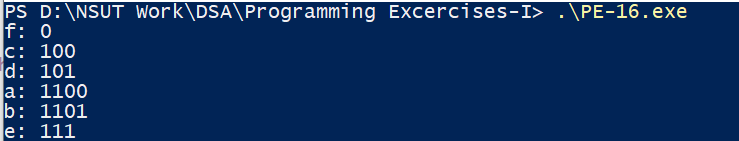 PS D:\NSUT Work\DSA\Programming Excercises-I> .\PE-16.exe
f: 0
c: 100
d: 101
a: 1100
b: 1101
e: 111